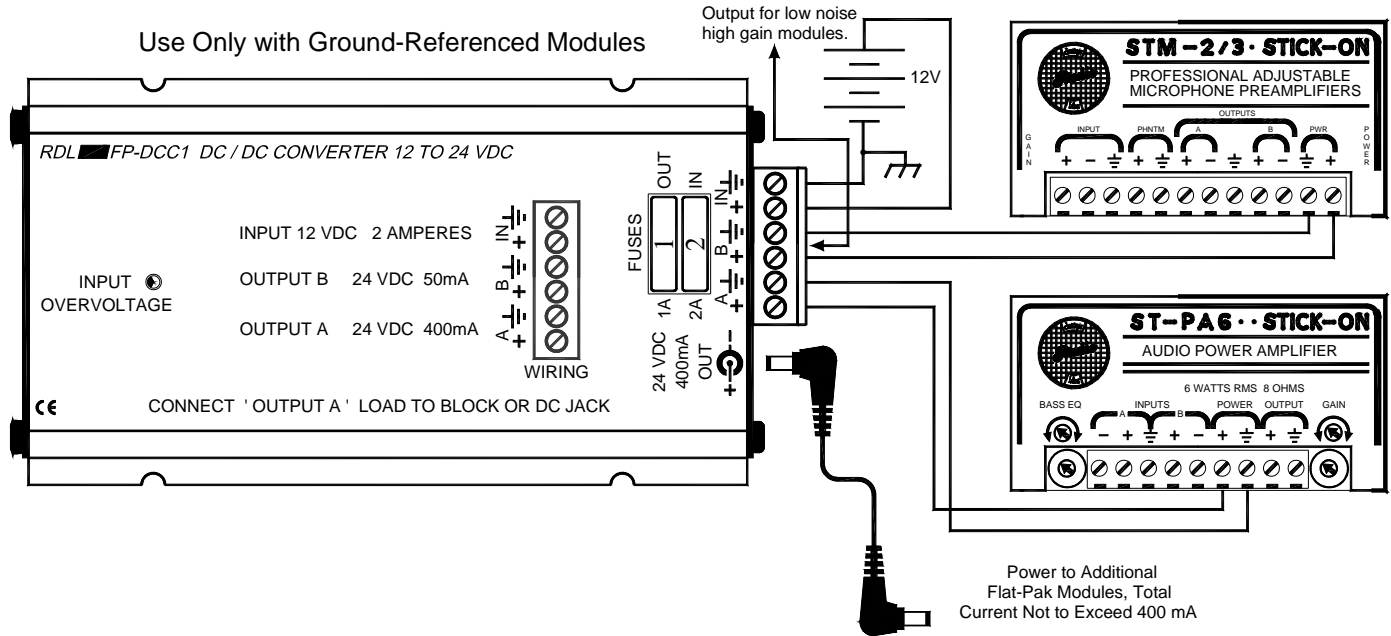 Output for low noise
high gain modules.
Use Only with Ground-Referenced Modules
12V
RDL FP-DCC1 DC / DC CONVERTER 12 TO 24 VDC
INPUT 12 VDC 2 AMPERES
OUTPUT B 24 VDC 50mA
OUTPUT A 24 VDC 400mA
INPUT
OVERVOLTAGE
IN
+
B
+
A
+
WIRING
FUSES
OUT
IN
1
2
1A
2A
IN
+
B
+
A
+
24 VDC
400mA
OUT
-
+
CE
CONNECT ' OUTPUT A ' LOAD TO BLOCK OR DC JACK
STM-2/3· STICK-ON
PROFESSIONAL ADJUSTABLE
MICROPHONE PREAMPLIFIERS
OUTPUTS
GAIN
INPUT PHNTM A B PWR
POWER
+ - + + - + - +
ST-PA6·· STICK-ON
AUDIO POWER AMPLIFIER
6 WATTS RMS 8 OHMS
BASS EQ INPUTS POWER OUTPUT GAIN
A B
- + + - + +
Power to Additional
Flat-Pak Modules, Total
Current Not to Exceed 400 mA